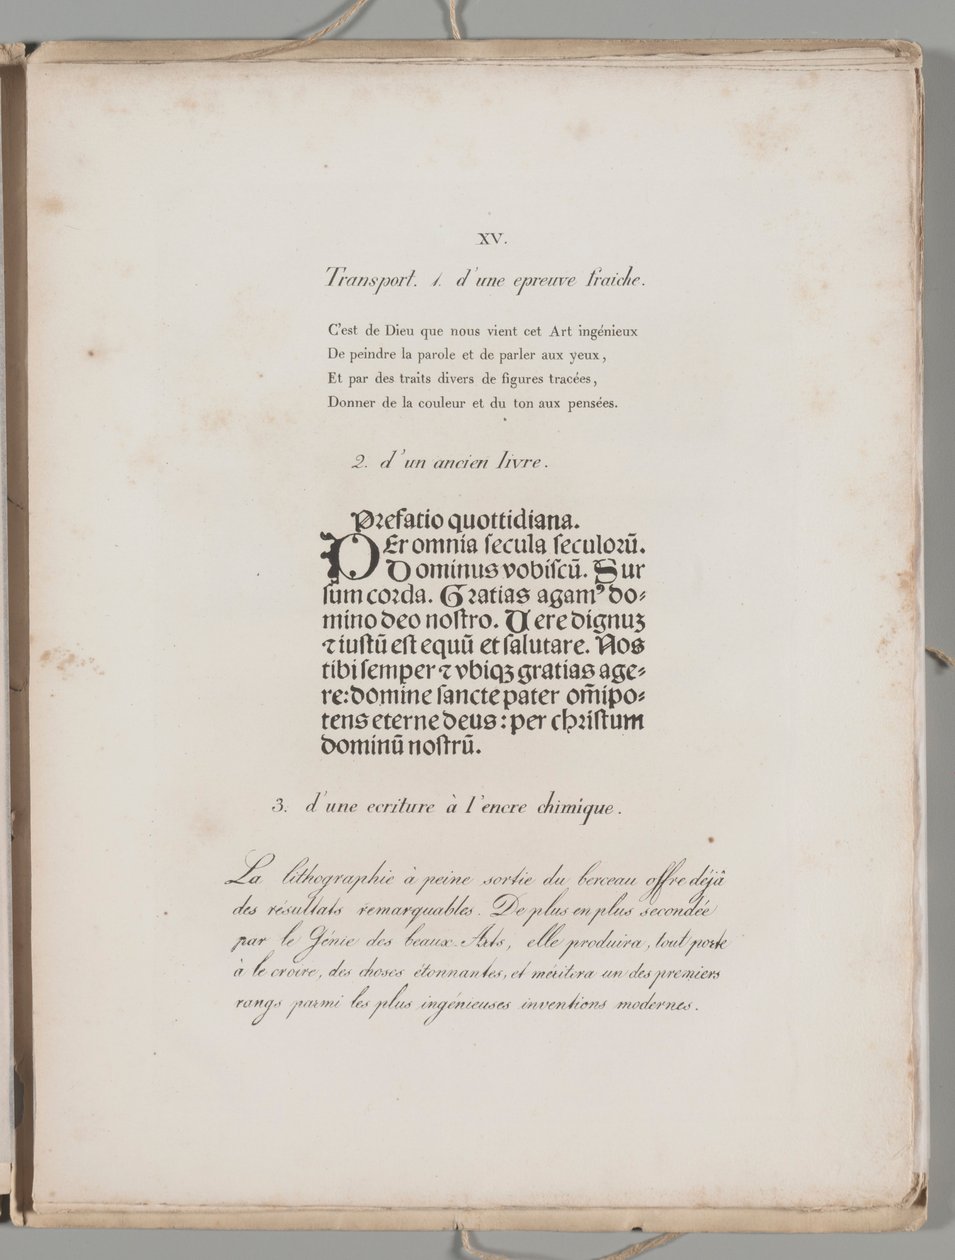 XV.
Transport. 1. d'une epreuve fraiche.
C'est de Dieu que nous vient cet Art ingénieux
De peindre la parole et de parler aux yeux,
Et par des traits divers de figures tracées,
Donner de la couleur et du ton aux pensées.
2. d'un ancien livre.
Prefatio quottidiana.
PEr omnia ſecula ſeculorū.
Dominus vobiſcū. Sur
ſum corda. Gratias agamꝰ do⸗
mino deo noſtro. Uere dignuʒ
⁊ iuſtū eſt equū et ſalutare. Nos
tibi ſemper ⁊ vbiqʒ gratias age⸗
re: domine ſancte pater om̄ipo⸗
tens eterne deus: per chriſtum
dominū noſtrū.
3. d'une ecriture à l'encre chimique.
La lithographie à peine sortie du berceau offre déjà
des résultats remarquables. De plus en plus secondée
par le Génie des beaux-Arts, elle produira, tout porte
à le croire, des choses étonnantes, et méritera un des premiers
rangs parmi les plus ingénieuses inventions modernes.